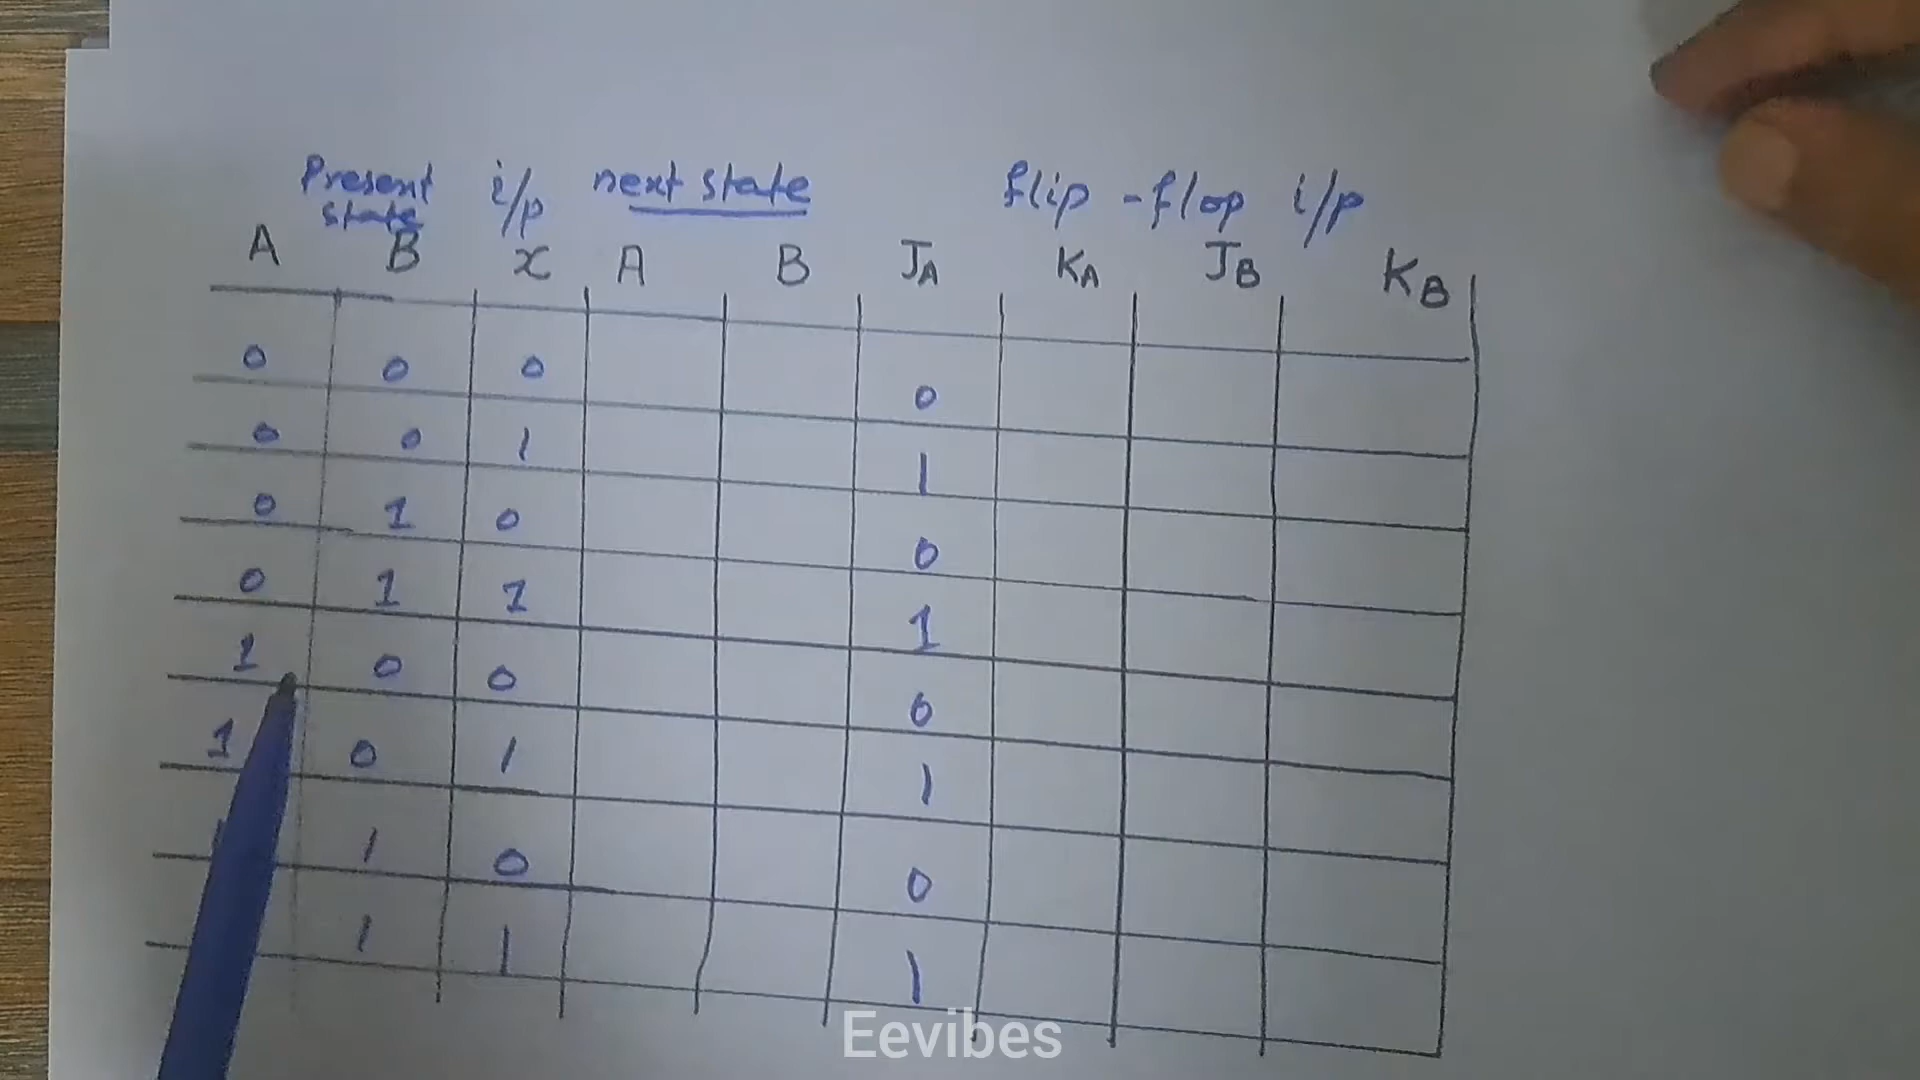 Present i/p next state flip-flop i/p
state
A B x A B JA KA JB KB
0 0 0 0
0 0 1 1
0 1 0 0
0 1 1 1
1 0 0 0
1 0 1 1
1 0 0
1 1 1
Eevibes